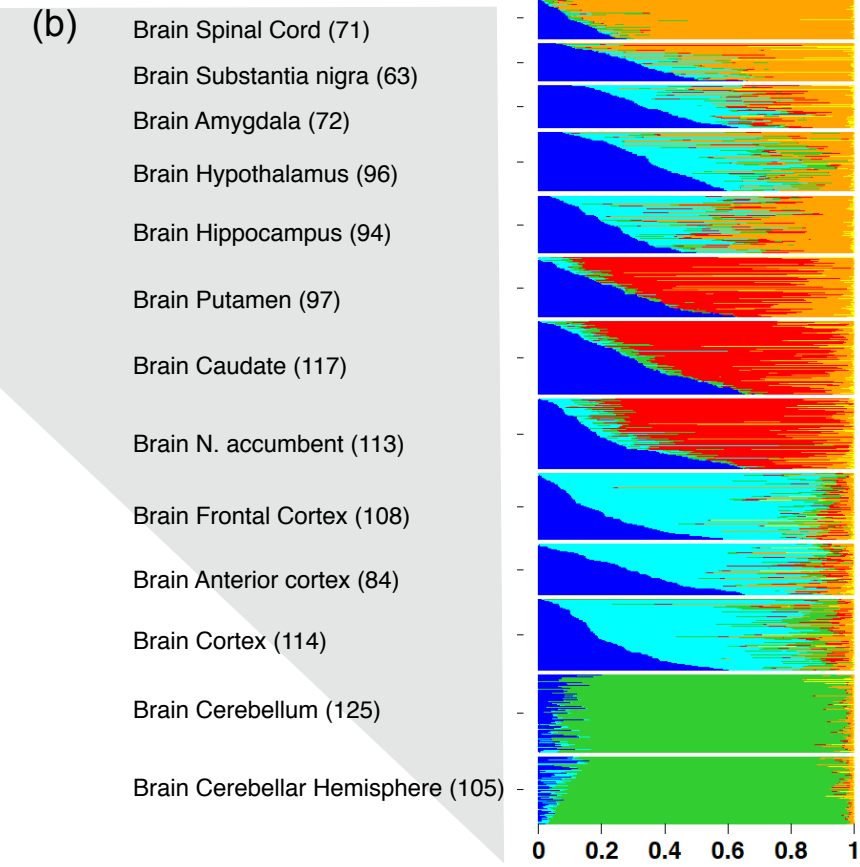 (b)
Brain Spinal Cord (71)
Brain Substantia nigra (63)
Brain Amygdala (72)
Brain Hypothalamus (96)
Brain Hippocampus (94)
Brain Putamen (97)
Brain Caudate (117)
Brain N. accumbent (113)
Brain Frontal Cortex (108)
Brain Anterior cortex (84)
Brain Cortex (114)
Brain Cerebellum (125)
Brain Cerebellar Hemisphere (105)
0 0.2 0.4 0.6 0.8 1